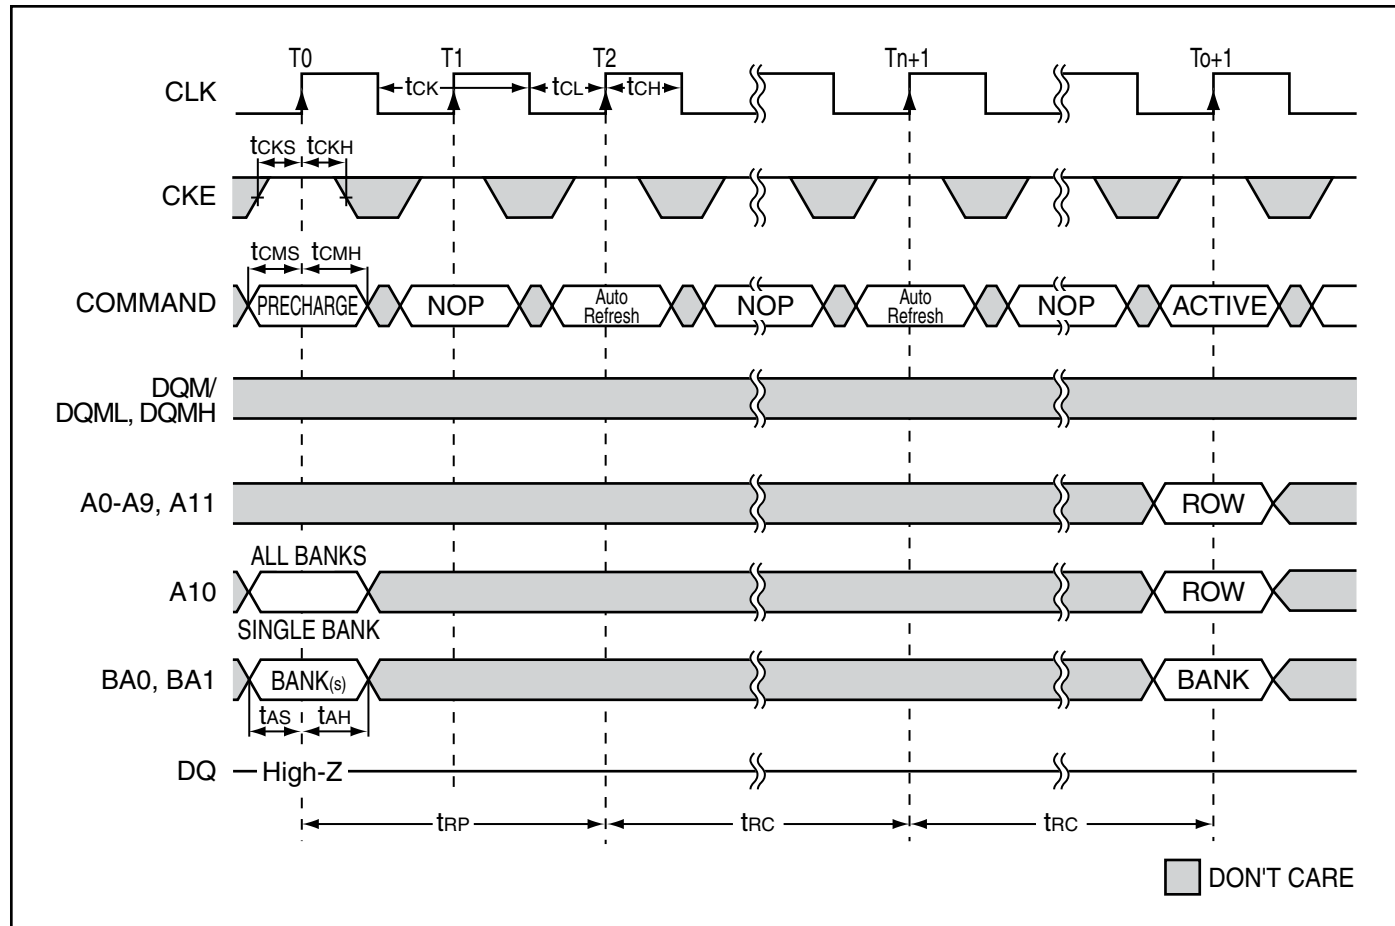 T0 T1 T2 Tn+1 To+1
CLK tCK tCL tCH
tCKS tCKH
CKE
tCMS tCMH
COMMAND PRECHARGE NOP Auto Refresh NOP Auto Refresh NOP ACTIVE
DQM/
DQML, DQMH
A0-A9, A11 ROW
ALL BANKS
A10 ROW
SINGLE BANK
BA0, BA1 BANK(s) BANK
tAS tAH
DQ High-Z
tRP tRC tRC
DON'T CARE